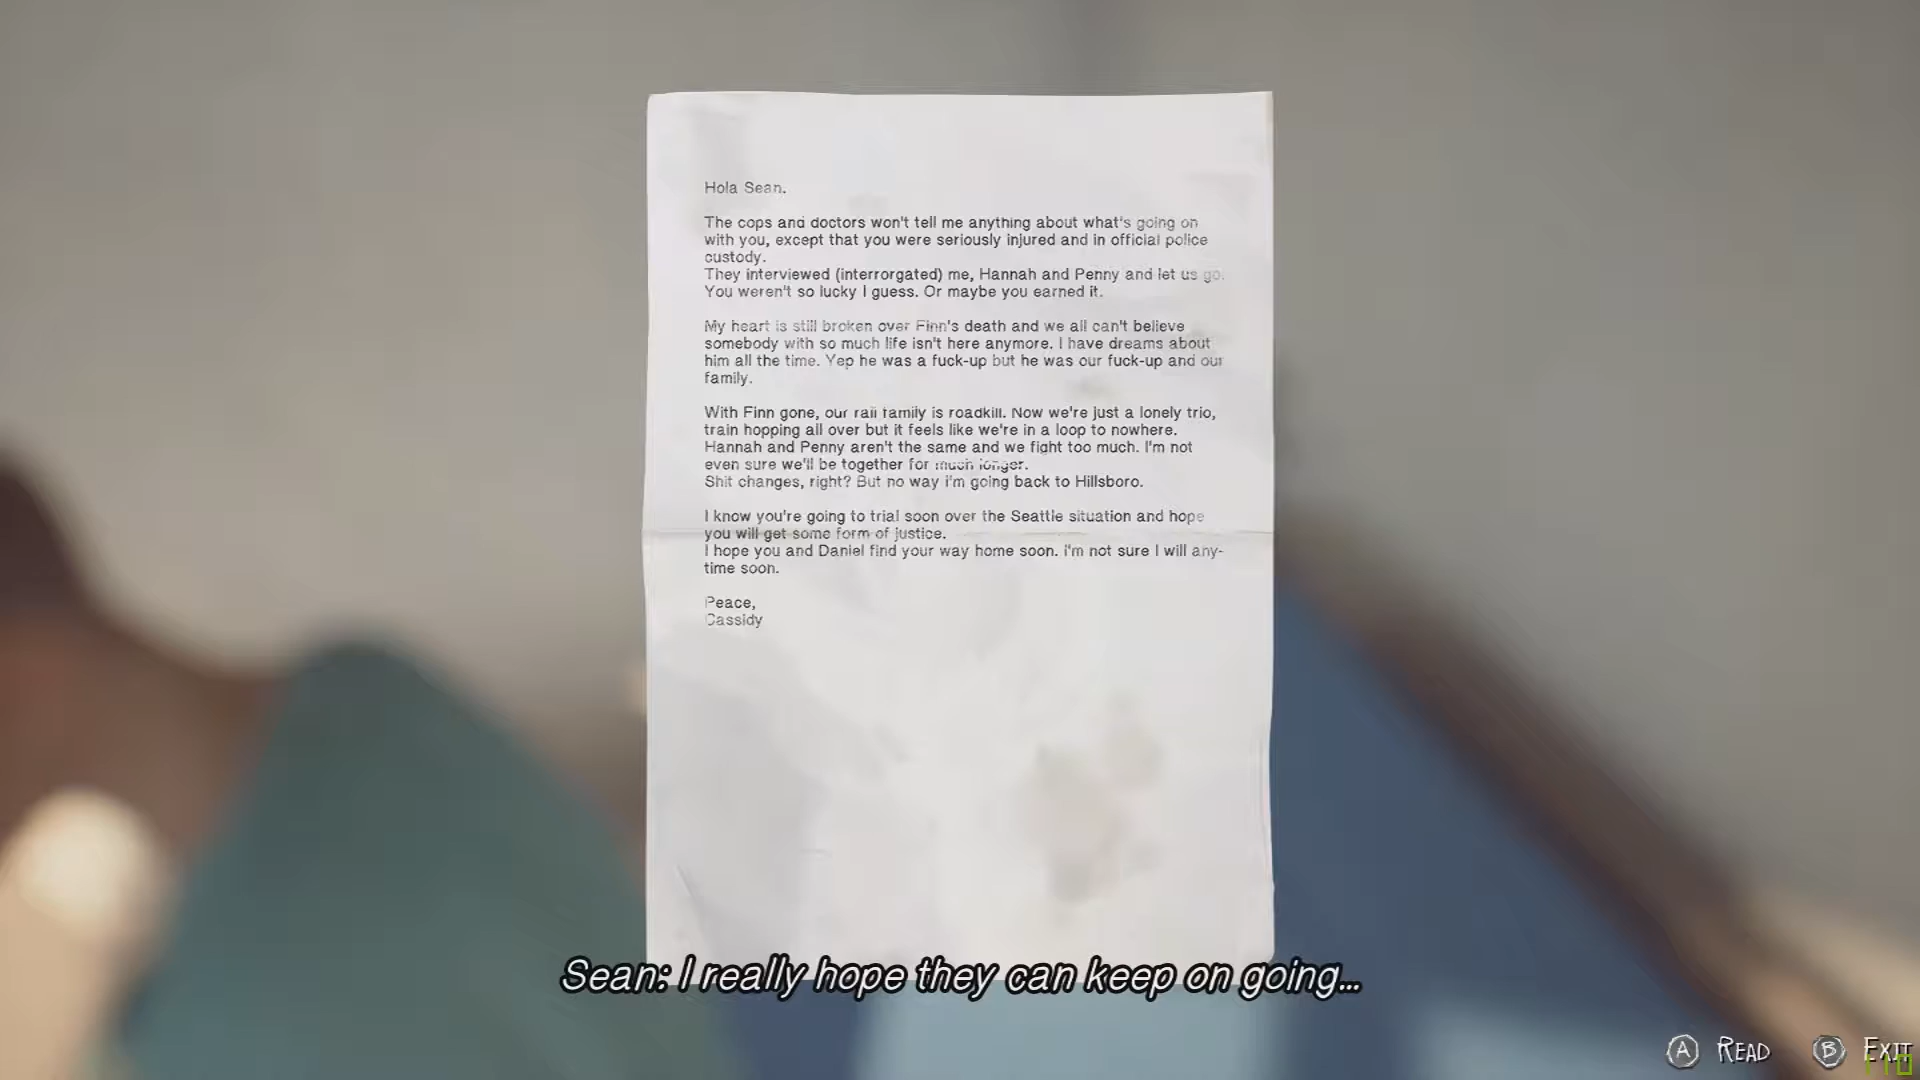 Hola Sean.
The cops and doctors won't tell me anything about what's going on
with you, except that you were seriously injured and in official police
custody.
They interviewed (interrorgated) me, Hannah and Penny and let us go.
You weren't so lucky I guess. Or maybe you earned it.
My heart is still broken over Finn's death and we all can't believe
somebody with so much life isn't here anymore. I have dreams about
him all the time. Yep he was a fuck-up but he was our fuck-up and our
family.
With Finn gone, our rail family is roadkill. Now we're just a lonely trio,
train hopping all over but it feels like we're in a loop to nowhere.
Hannah and Penny aren't the same and we fight too much. I'm not
even sure we'll be together for much longer.
Shit changes, right? But no way i'm going back to Hillsboro.
I know you're going to trial soon over the Seattle situation and hope
you will get some form of justice.
I hope you and Daniel find your way home soon. i'm not sure I will any-
time soon.
Peace,
Cassidy
Sean: I really hope they can keep on going...
A READ B EXIT
110